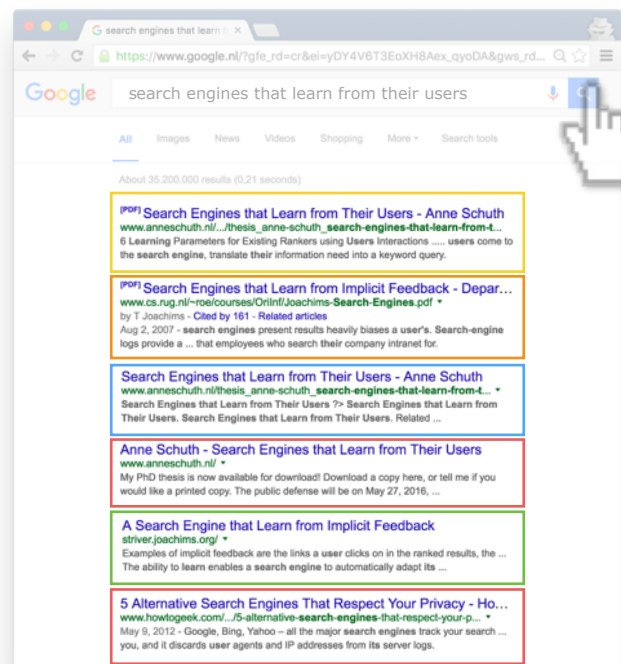 search engines that learn f
https://www.google.nl/?gfe_rd=cr&ei=yDY4V6T3EoXH8Aex_qyoDA&gws_rd...
Google search engines that learn from their users
All Images News Videos Shopping More Search tools
About 35.200.000 results (0,21 seconds)
[PDF] Search Engines that Learn from Their Users - Anne Schuth
www.anneschuth.nl/.../thesis_anne-schuth_search-engines-that-learn-from-t...
6 Learning Parameters for Existing Rankers using Users Interactions ..... users come to
the search engine, translate their information need into a keyword query.
[PDF] Search Engines that Learn from Implicit Feedback - Depar...
www.cs.rug.nl/~roe/courses/OriInf/Joachims-Search-Engines.pdf
by T Joachims - Cited by 161 - Related articles
Aug 2, 2007 - search engines present results heavily biases a user's. Search-engine
logs provide a ... that employees who search their company intranet for.
Search Engines that Learn from Their Users - Anne Schuth
www.anneschuth.nl/thesis_anne-schuth_search-engines-that-learn-from-t...
Search Engines that Learn from Their Users ?> Search Engines that Learn from
Their Users. Search Engines that Learn from Their Users. Related ...
Anne Schuth - Search Engines that Learn from Their Users
www.anneschuth.nl/
My PhD thesis is now available for download! Download a copy here, or tell me if you
would like a printed copy. The public defense will be on May 27, 2016, ...
A Search Engine that Learn from Implicit Feedback
striver.joachims.org/
Examples of implicit feedback are the links a user clicks on in the ranked results, the ...
The ability to learn enables a search engine to automatically adapt its ...
5 Alternative Search Engines That Respect Your Privacy - Ho...
www.howtogeek.com/.../5-alternative-search-engines-that-respect-your-p...
May 9, 2012 - Google, Bing, Yahoo – all the major search engines track your search ...
you, and it discards user agents and IP addresses from its server logs.